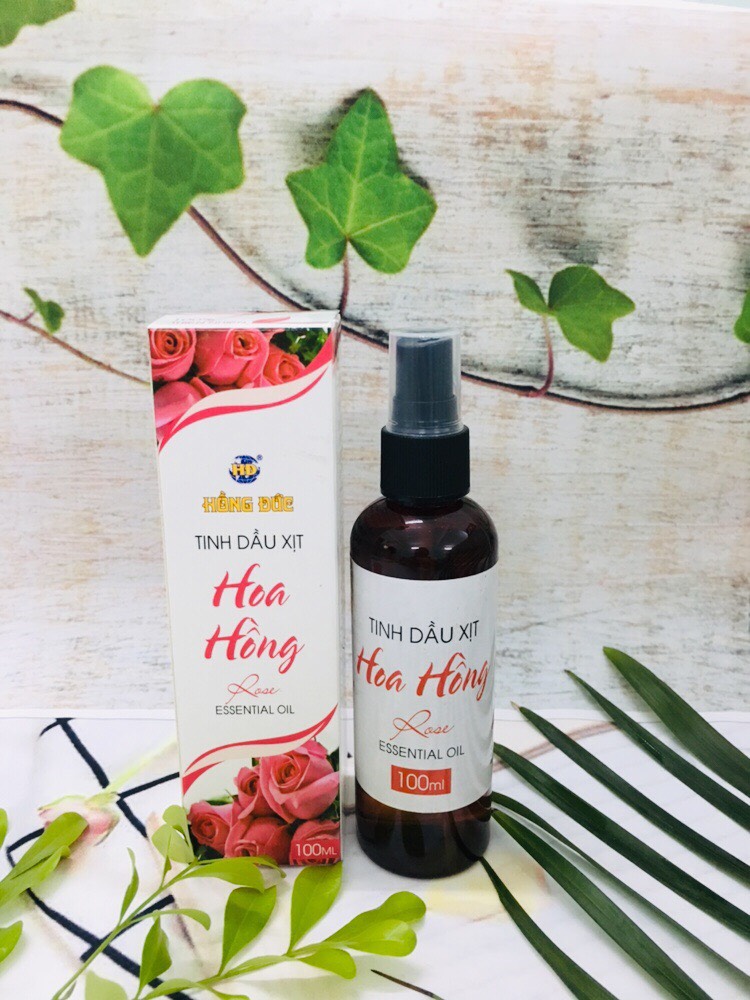 HD
HỒNG ĐỨC
TINH DẦU XỊT
Hoa
Hồng
Rose
ESSENTIAL OIL
100ML
TINH DẦU XỊT
Hoa Hồng
Rose
ESSENTIAL OIL
100ml